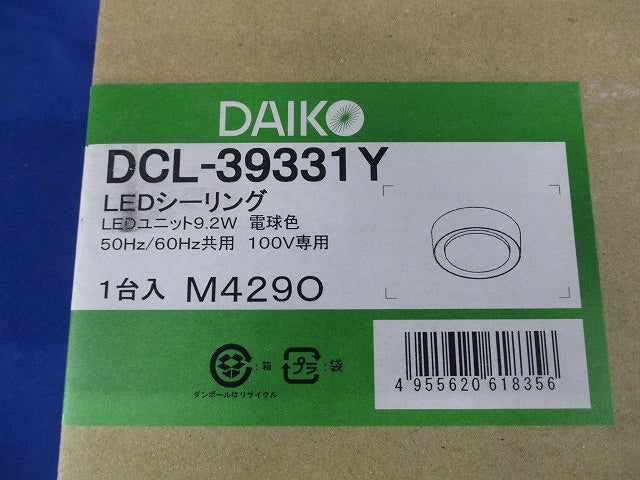 DAIKO
DCL-39331Y
LEDシーリング
LEDユニット9.2W 電球色
50Hz/60Hz共用 100V専用
1台入 M4290
:箱
プラ :袋
ダンボールはリサイクル
4 955620 618356